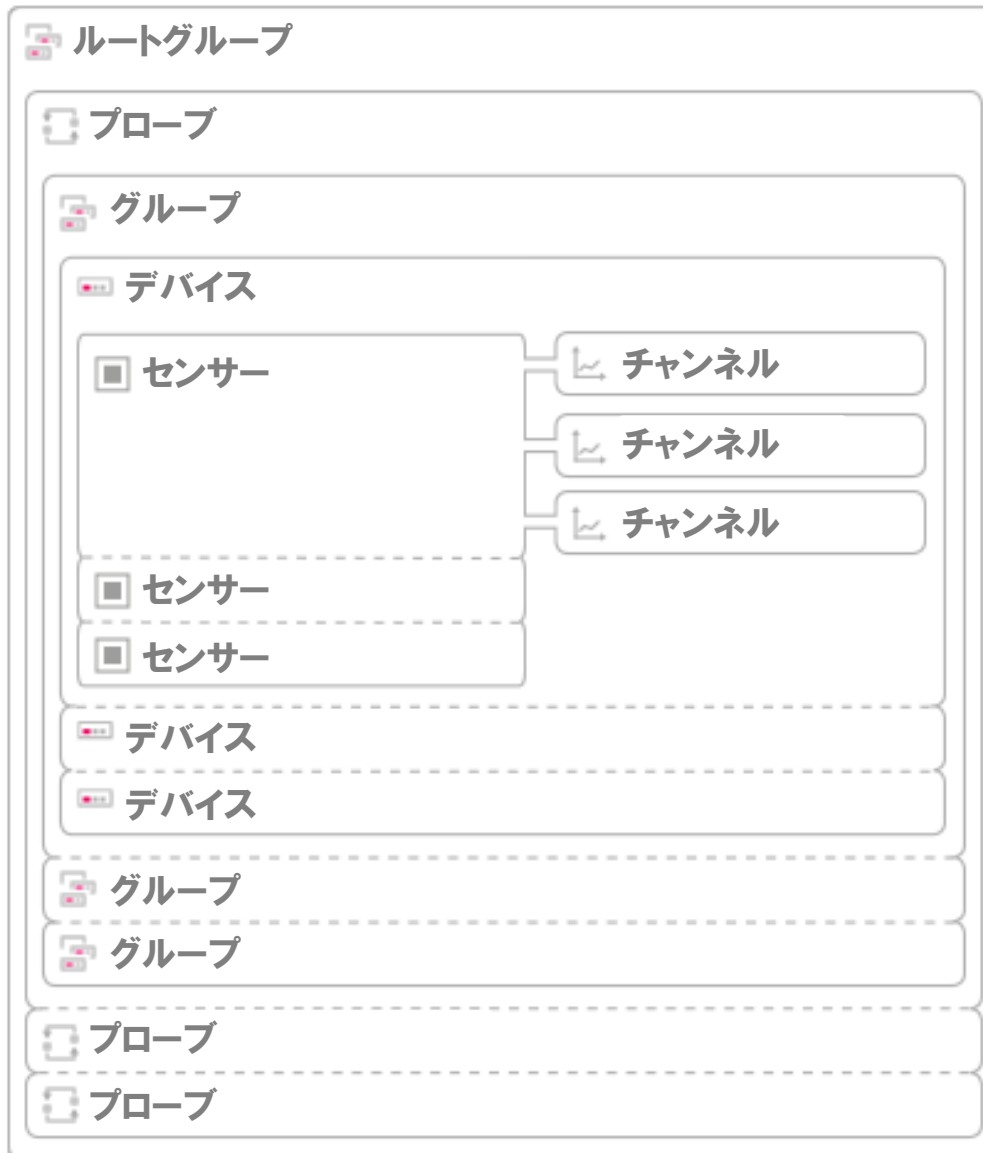 ルートグループ
プローブ
グループ
デバイス
センサー
チャンネル
チャンネル
チャンネル
センサー
センサー
デバイス
デバイス
グループ
グループ
プローブ
プローブ